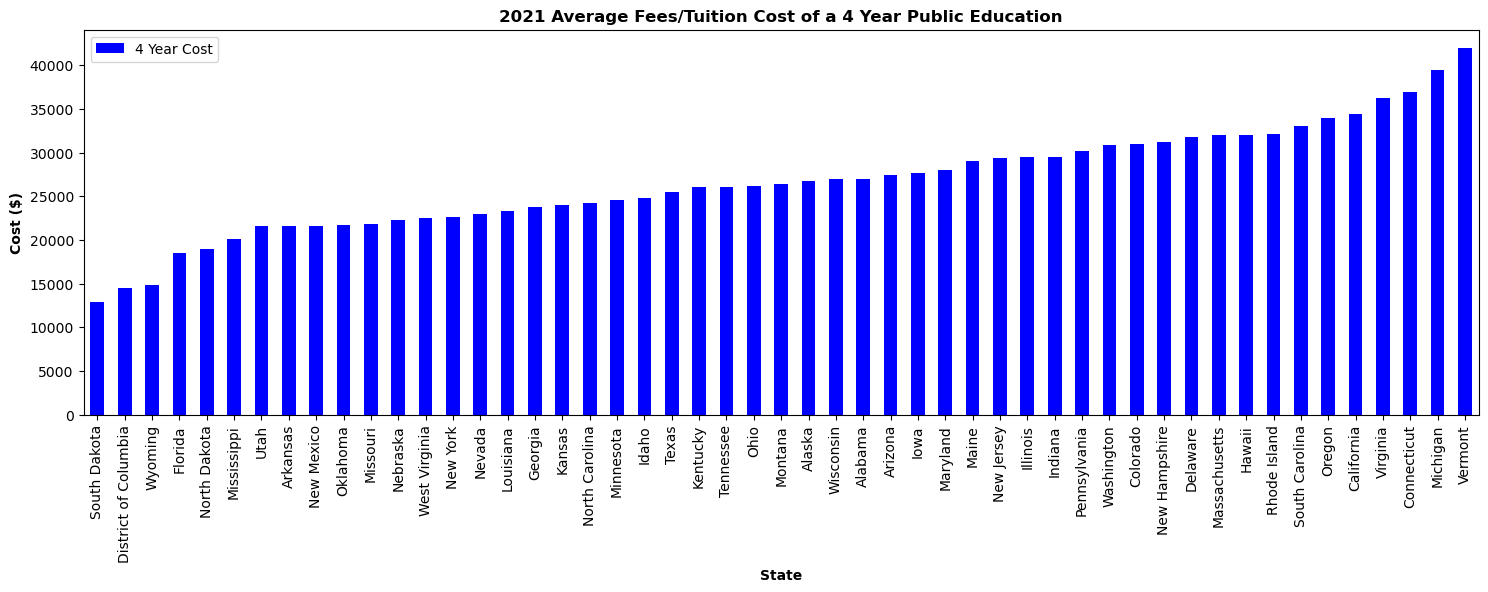 2021 Average Fees/Tuition Cost of a 4 Year Public Education
4 Year Cost
Cost ($)
40000
35000
30000
25000
20000
15000
10000
5000
0
South Dakota
District of Columbia
Wyoming
Florida
North Dakota
Mississippi
Utah
Arkansas
New Mexico
Oklahoma
Missouri
Nebraska
West Virginia
New York
Nevada
Louisiana
Georgia
Kansas
North Carolina
Minnesota
Idaho
Texas
Kentucky
Tennessee
Ohio
Montana
Alaska
Wisconsin
Alabama
Arizona
Iowa
Maryland
Maine
New Jersey
Illinois
Indiana
Pennsylvania
Washington
Colorado
New Hampshire
Delaware
Massachusetts
Hawaii
Rhode Island
South Carolina
Oregon
California
Virginia
Connecticut
Michigan
Vermont
State